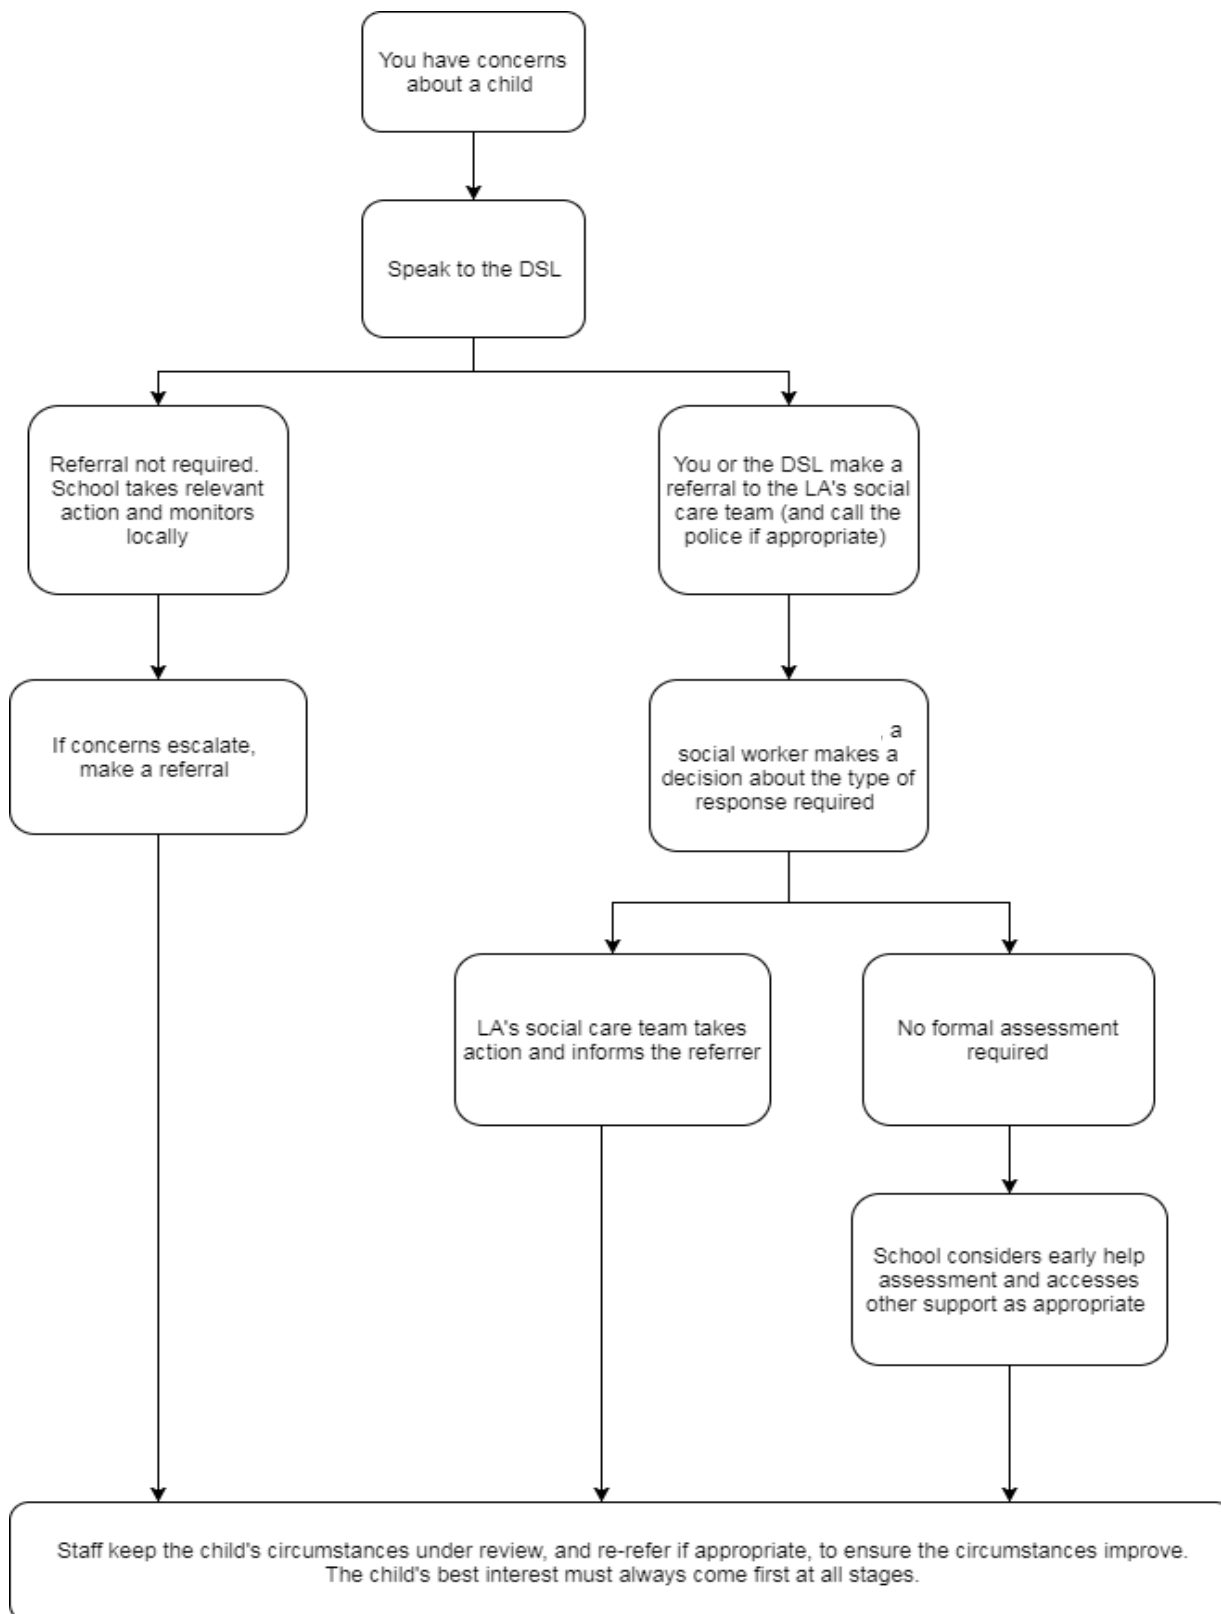 You have concerns
about a child
Speak to the DSL
Referral not required.
School takes relevant
action and monitors
locally
You or the DSL make a
referral to the LA's social
care team (and call the
police if appropriate)
If concerns escalate,
make a referral
, a
social worker makes a
decision about the type of
response required
LA's social care team takes
action and informs the referrer
No formal assessment
required
School considers early help
assessment and accesses
other support as appropriate
Staff keep the child's circumstances under review, and re-refer if appropriate, to ensure the circumstances improve.
The child's best interest must always come first at all stages.